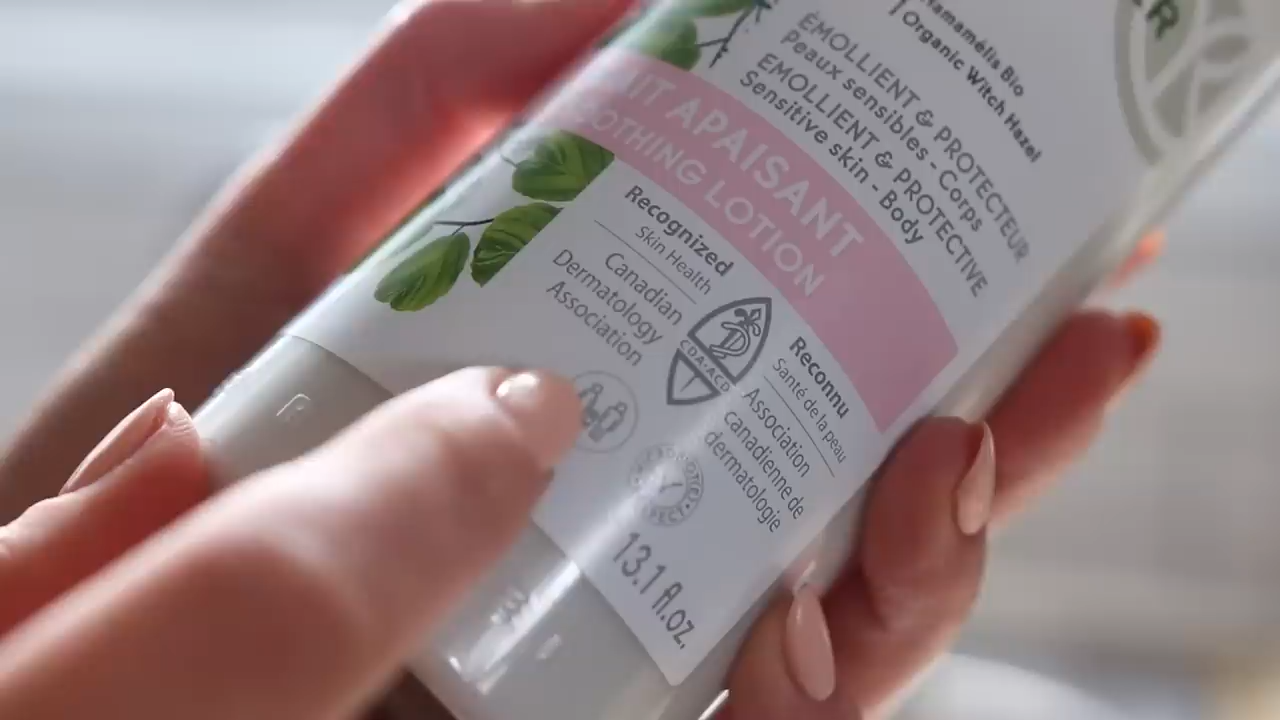 Hamamélis Bio
Organic Witch Hazel
ÉMOLLIENT & PROTECTEUR
Peaux sensibles - Corps
EMOLLIENT & PROTECTIVE
Sensitive skin - Body
APAISANT
LOTION
Recognized
Skin Health
Canadian
Dermatology
Association
CDA·ACD
Reconnu
Santé de la peau
Association
canadienne de
dermatologie
13.1 fl.oz.